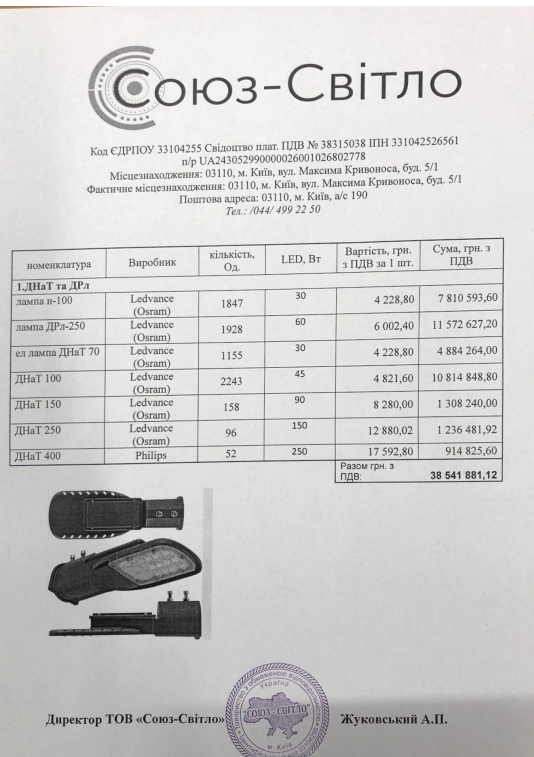 Союз-Світло
Код ЄДРПОУ 33104255 Свідоцтво плат. ПДВ № 38315038 ІПН 331042526561
п/р UA243052990000026001026802778
Місцезнаходження: 03110, м. Київ, вул. Максима Кривоноса, буд. 5/1
Фактичне місцезнаходження: 03110, м. Київ, вул. Максима Кривоноса, буд. 5/1
Поштова адреса: 03110, м. Київ, а/с 190
Тел.: /044/ 499 22 50
номенклатура Виробник кількість, Од. LED, Вт Вартість, грн. з ПДВ за 1 шт. Сума, грн. з ПДВ
1.ДНаТ та ДРл
лампа н-100 Ledvance (Osram) 1847 30 4 228,80 7 810 593,60
лампа ДРл-250 Ledvance (Osram) 1928 60 6 002,40 11 572 627,20
ел лампа ДНаТ 70 Ledvance (Osram) 1155 30 4 228,80 4 884 264,00
ДНаТ 100 Ledvance (Osram) 2243 45 4 821,60 10 814 848,80
ДНаТ 150 Ledvance (Osram) 158 90 8 280,00 1 308 240,00
ДНаТ 250 Ledvance (Osram) 96 150 12 880,02 1 236 481,92
ДНаТ 400 Philips 52 250 17 592,80 914 825,60
Разом грн. з ПДВ: 38 541 881,12
Директор ТОВ «Союз-Світло» Жуковський А.П.
Україна
"СОЮЗ - СВІТЛО"
м Київ